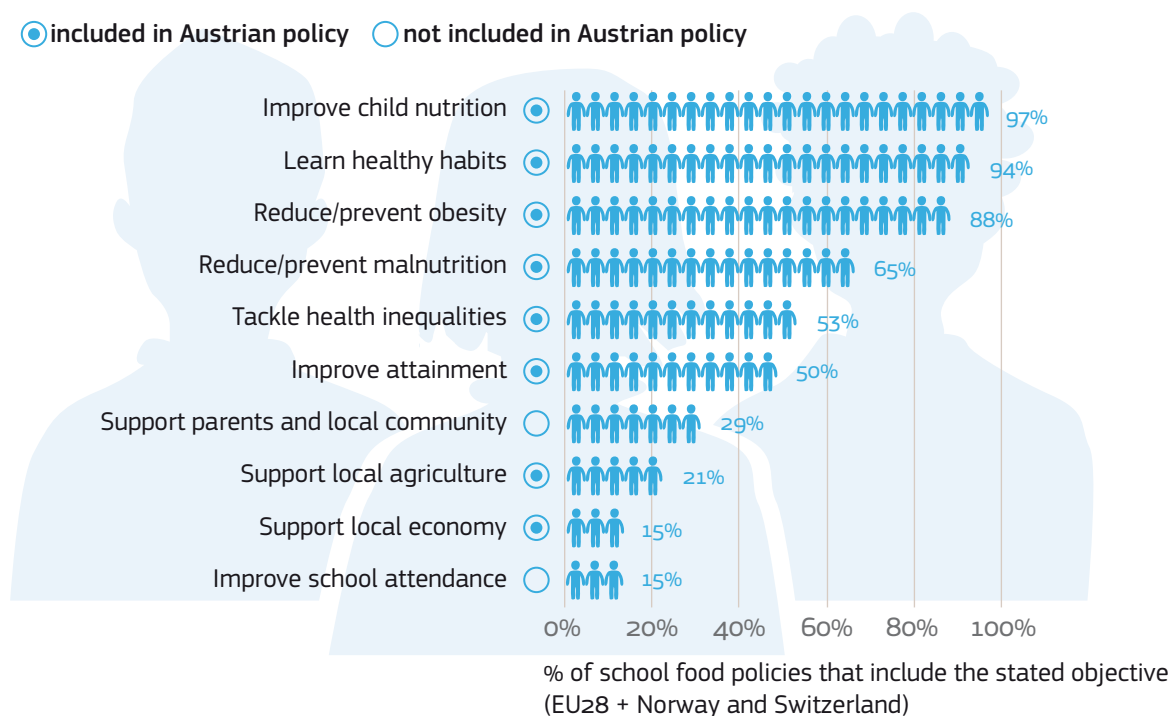 included in Austrian policy not included in Austrian policy
Improve child nutrition 97%
Learn healthy habits 94%
Reduce/prevent obesity 88%
Reduce/prevent malnutrition 65%
Tackle health inequalities 53%
Improve attainment 50%
Support parents and local community 29%
Support local agriculture 21%
Support local economy 15%
Improve school attendance 15%
0% 20% 40% 60% 80% 100%
% of school food policies that include the stated objective
(EU28 + Norway and Switzerland)